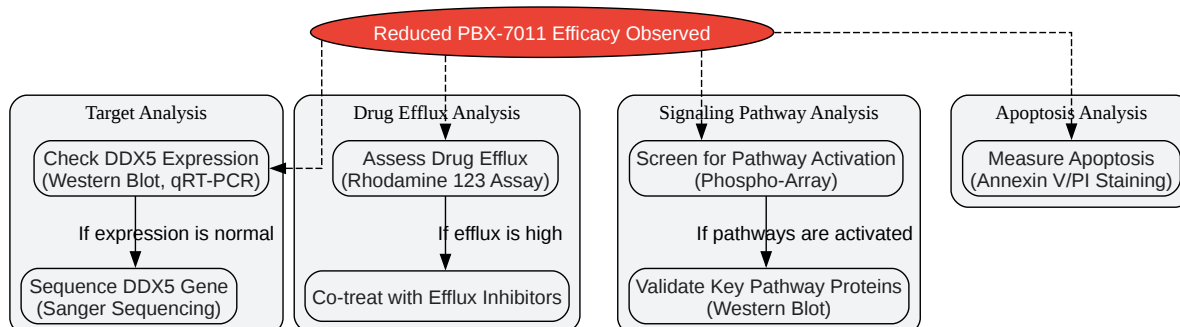 Reduced PBX-7011 Efficacy Observed
Target Analysis
Check DDX5 Expression
(Western Blot, qRT-PCR)
If expression is normal
Sequence DDX5 Gene
(Sanger Sequencing)
Drug Efflux Analysis
Assess Drug Efflux
(Rhodamine 123 Assay)
If efflux is high
Co-treat with Efflux Inhibitors
Signaling Pathway Analysis
Screen for Pathway Activation
(Phospho-Array)
If pathways are activated
Validate Key Pathway Proteins
(Western Blot)
Apoptosis Analysis
Measure Apoptosis
(Annexin V/PI Staining)